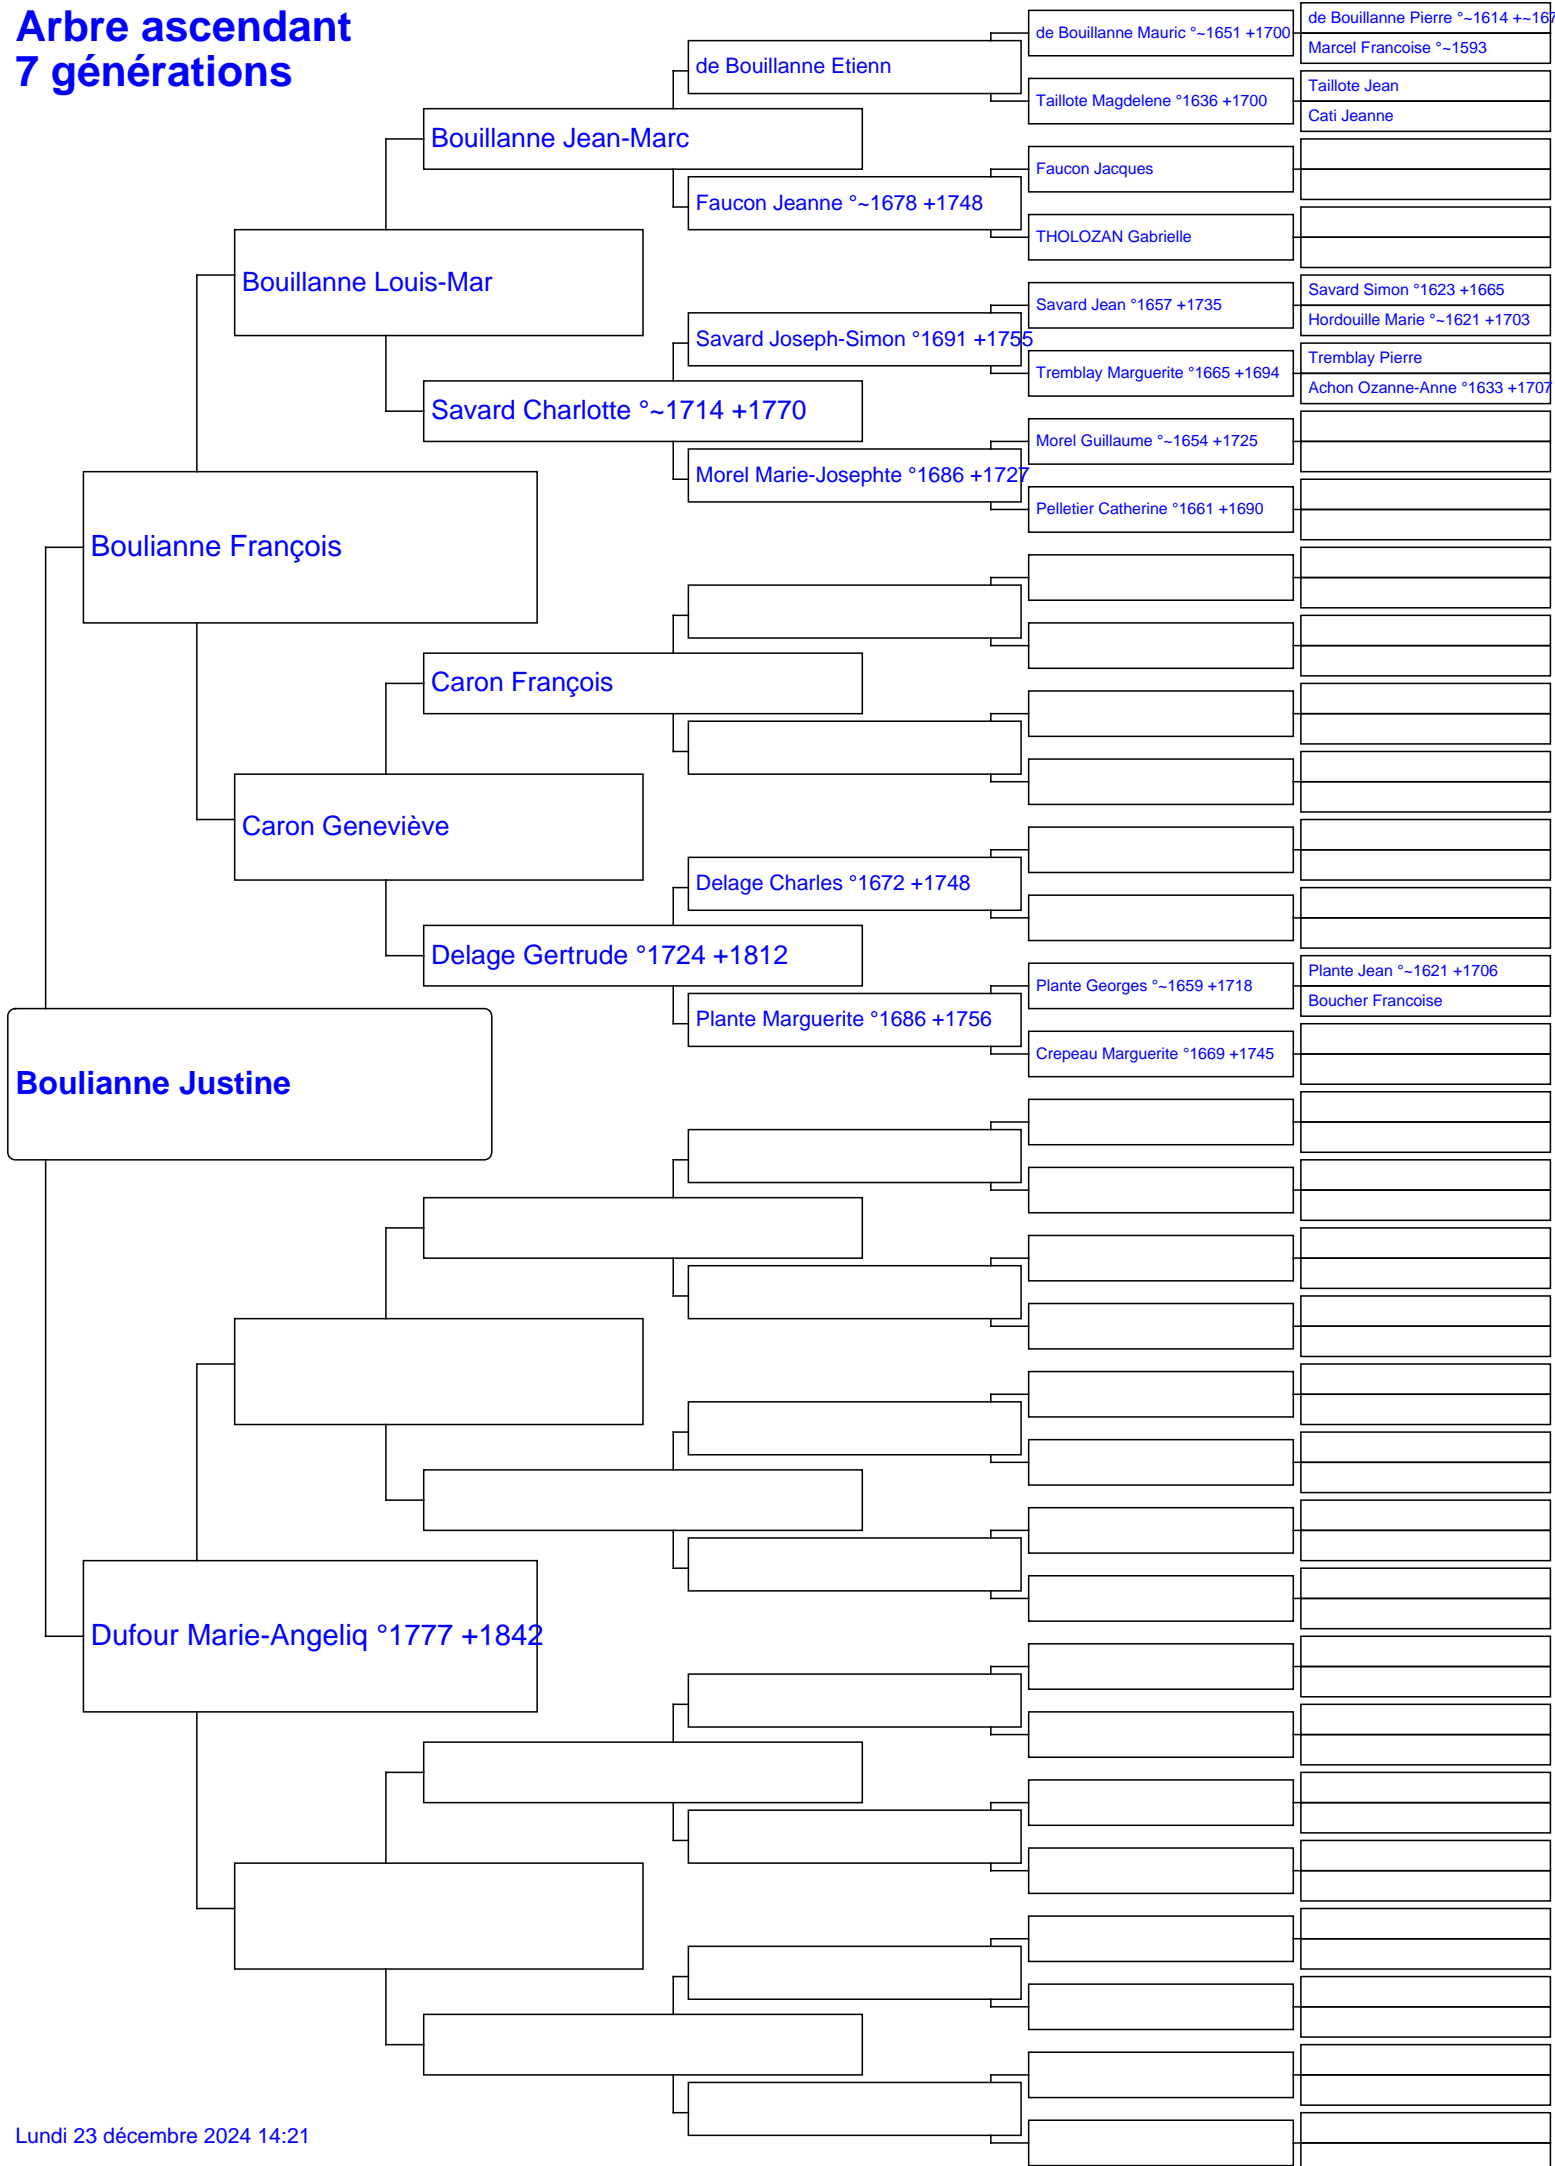 Arbre ascendant
7 générations
de Bouillanne Pierre °~1614 +~167
de Bouillanne Mauric °~1651 +1700
Marcel Francoise °~1593
de Bouillanne Etienn
Taillote Jean
Taillote Magdelene °1636 +1700
Cati Jeanne
Bouillanne Jean-Marc
Faucon Jacques
Faucon Jeanne °~1678 +1748
THOLOZAN Gabrielle
Bouillanne Louis-Mar
Savard Simon °1623 +1665
Savard Jean °1657 +1735
Hordouille Marie °~1621 +1703
Savard Joseph-Simon °1691 +1755
Tremblay Pierre
Tremblay Marguerite °1665 +1694
Achon Ozanne-Anne °1633 +1707
Savard Charlotte °~1714 +1770
Morel Guillaume °~1654 +1725
Morel Marie-Josephte °1686 +1727
Pelletier Catherine °1661 +1690
Boulianne François
Caron François
Caron Geneviève
Delage Charles °1672 +1748
Delage Gertrude °1724 +1812
Plante Jean °~1621 +1706
Plante Georges °~1659 +1718
Boucher Francoise
Plante Marguerite °1686 +1756
Crepeau Marguerite °1669 +1745
Boulianne Justine
Dufour Marie-Angeliq °1777 +1842
Lundi 23 décembre 2024 14:21